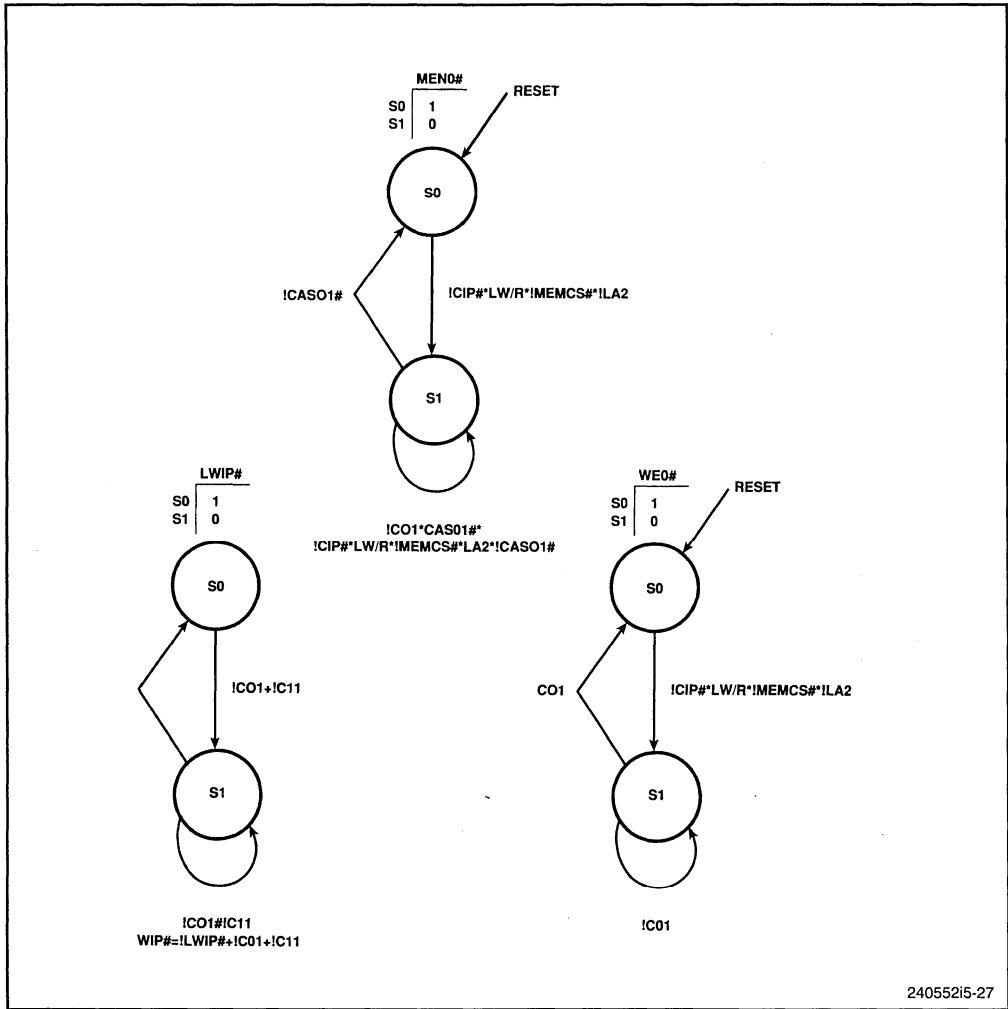 MEN0#
S0 1
S1 0
RESET
S0
!CASO1#
!CIP#*LW/R*!MEMCS#*!LA2
S1
!CO1*CAS01#*
!CIP#*LW/R*!MEMCS#*LA2*!CASO1#
LWIP#
S0 1
S1 0
S0
!CO1+!C11
S1
!CO1#!C11
WIP#=!LWIP#+!C01+!C11
WE0#
S0 1
S1 0
RESET
S0
CO1
!CIP#*LW/R*!MEMCS#*!LA2
S1
!C01
240552i5-27